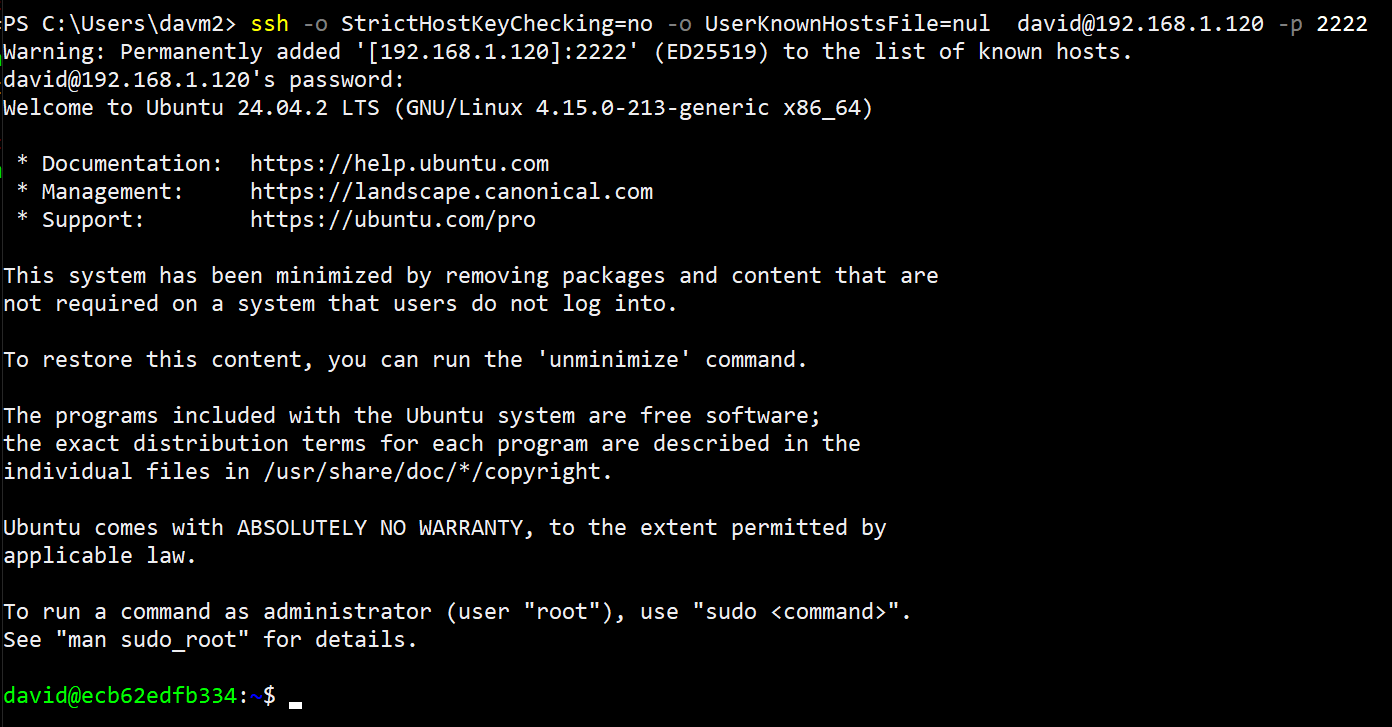 PS C:\Users\davm2> ssh -o StrictHostKeyChecking=no -o UserKnownHostsFile=nul  david@192.168.1.120 -p 2222
Warning: Permanently added '[192.168.1.120]:2222' (ED25519) to the list of known hosts.
david@192.168.1.120's password:
Welcome to Ubuntu 24.04.2 LTS (GNU/Linux 4.15.0-213-generic x86_64)

 * Documentation:  https://help.ubuntu.com
 * Management:     https://landscape.canonical.com
 * Support:        https://ubuntu.com/pro

This system has been minimized by removing packages and content that are
not required on a system that users do not log into.

To restore this content, you can run the 'unminimize' command.

The programs included with the Ubuntu system are free software;
the exact distribution terms for each program are described in the
individual files in /usr/share/doc/*/copyright.

Ubuntu comes with ABSOLUTELY NO WARRANTY, to the extent permitted by
applicable law.

To run a command as administrator (user "root"), use "sudo <command>".
See "man sudo_root" for details.

david@ecb62edfb334:~$